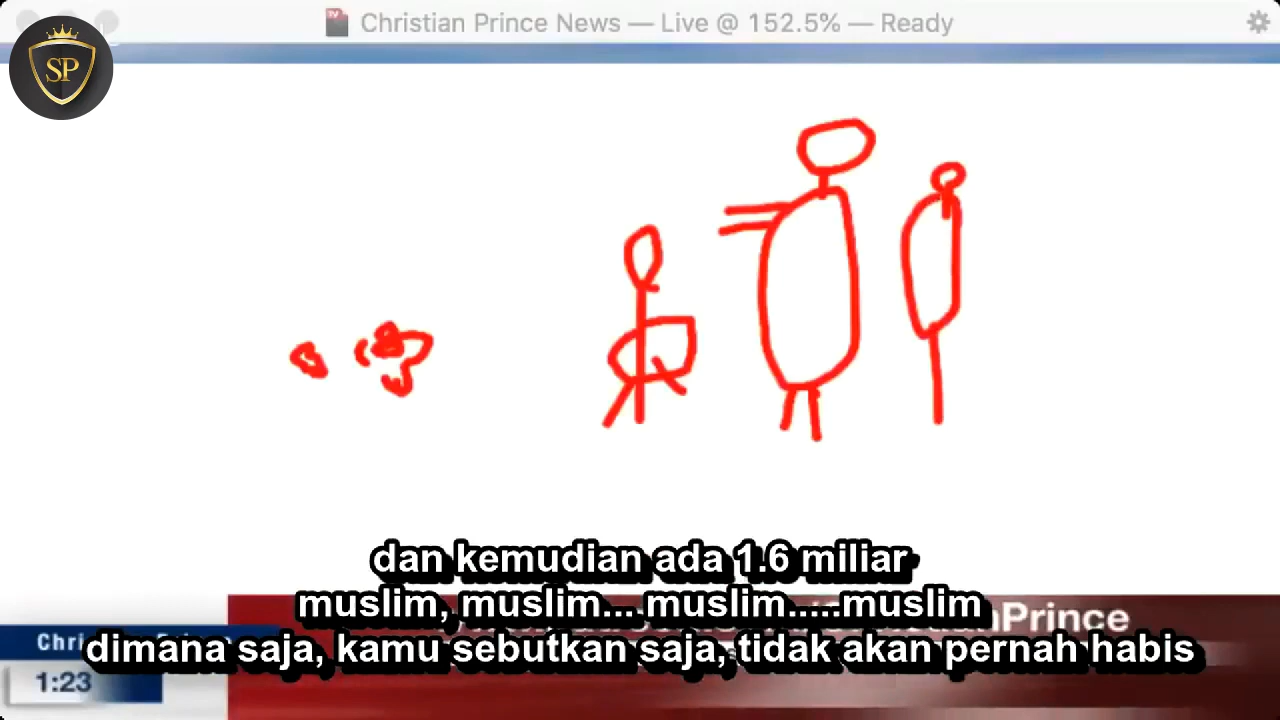 Christian Prince News — Live @ 152.5% — Ready
SP
dan kemudian ada 1.6 miliar
muslim, muslim....muslim.....muslim
dimana saja, kamu sebutkan saja, tidak akan pernah habis
1:23